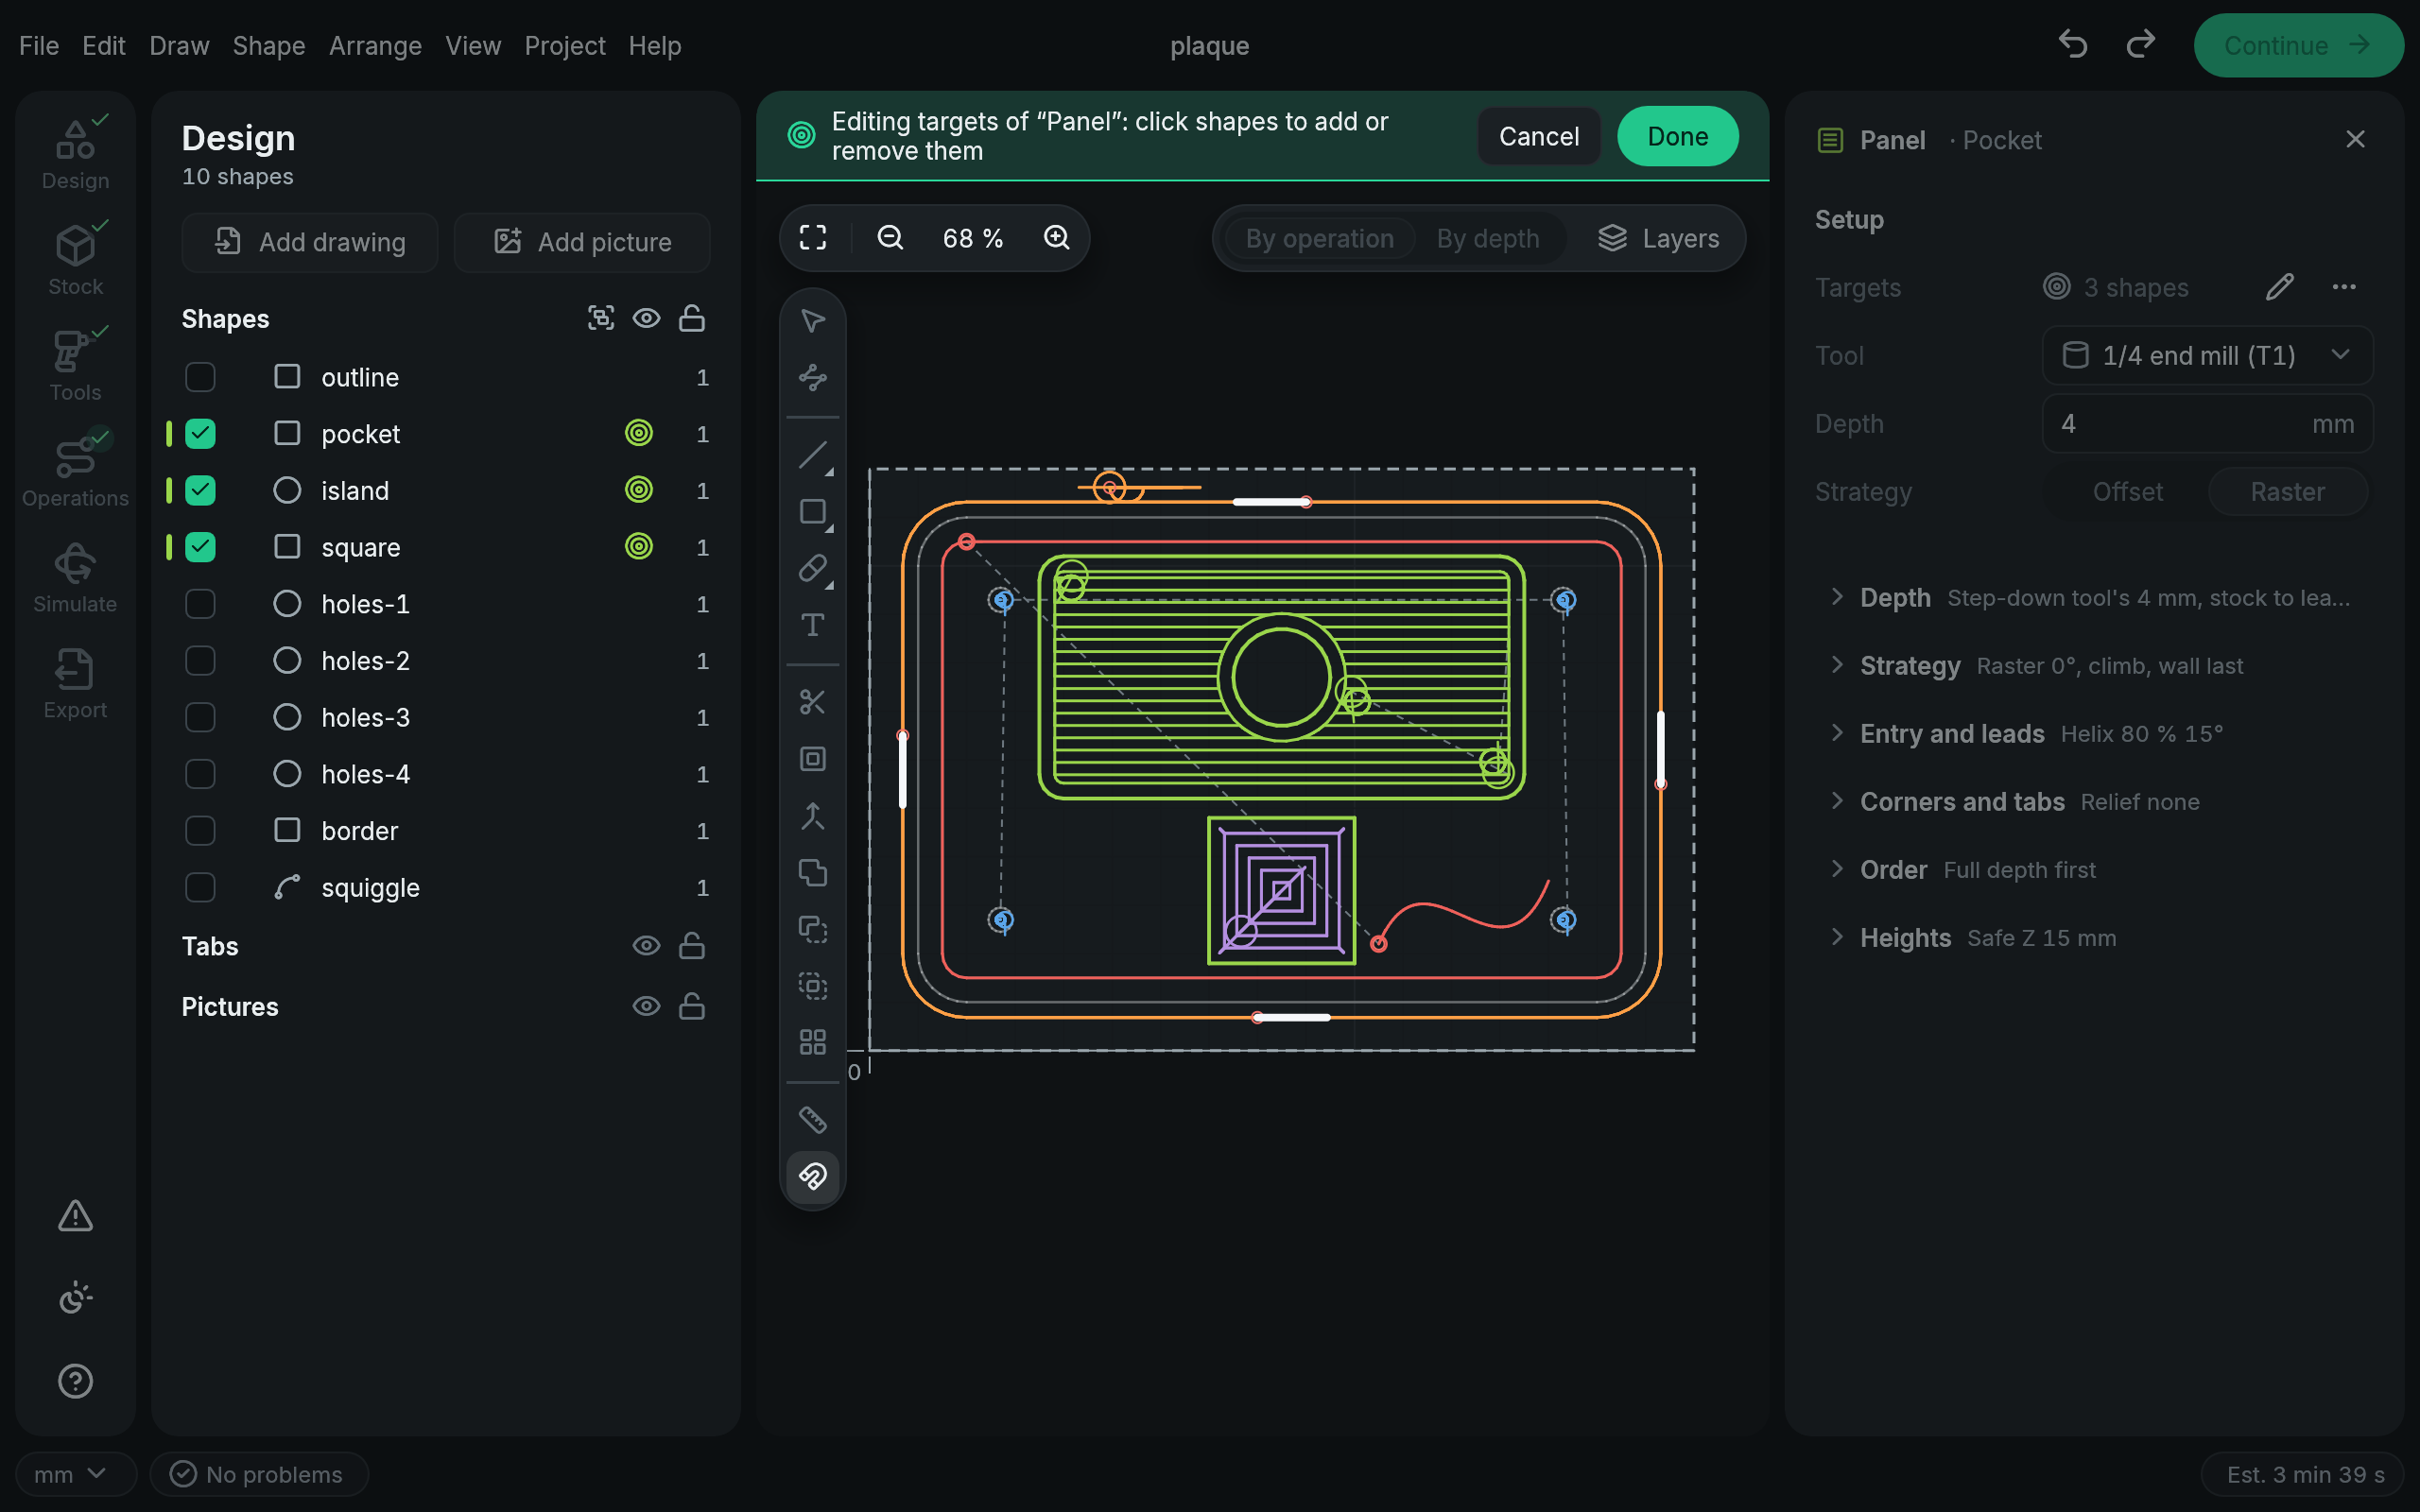 File Edit Draw Shape Arrange View Project Help
plaque
Continue
Design
Stock
Tools
Operations
Simulate
Export
Design
10 shapes
Add drawing
Add picture
Shapes
outline 1
pocket 1
island 1
square 1
holes-1 1
holes-2 1
holes-3 1
holes-4 1
border 1
squiggle 1
Tabs
Pictures
Editing targets of “Panel”: click shapes to add or
remove them
Cancel
Done
68 %
By operation
By depth
Layers
0
Panel · Pocket
Setup
Targets 3 shapes
Tool 1/4 end mill (T1)
Depth 4 mm
Strategy Offset Raster
Depth Step-down tool's 4 mm, stock to lea...
Strategy Raster 0°, climb, wall last
Entry and leads Helix 80 % 15°
Corners and tabs Relief none
Order Full depth first
Heights Safe Z 15 mm
mm
No problems
Est. 3 min 39 s